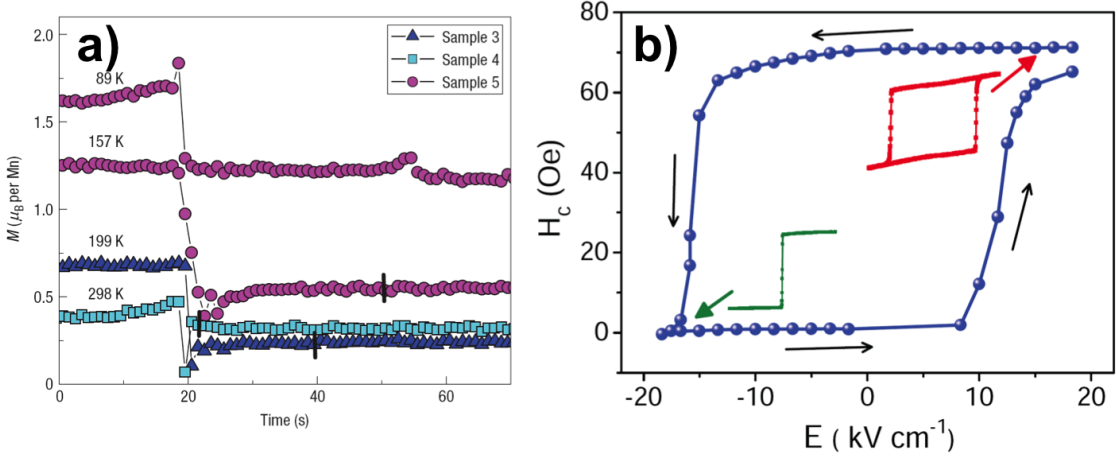 a)
2.0
1.5
1.0
0.5
0
M (μB per Mn)
89 K
157 K
199 K
298 K
Sample 3
Sample 4
Sample 5
0
20
40
60
Time (s)
b)
80
60
40
20
0
Hc (Oe)
-20
-10
0
10
20
E ( kV cm-1)